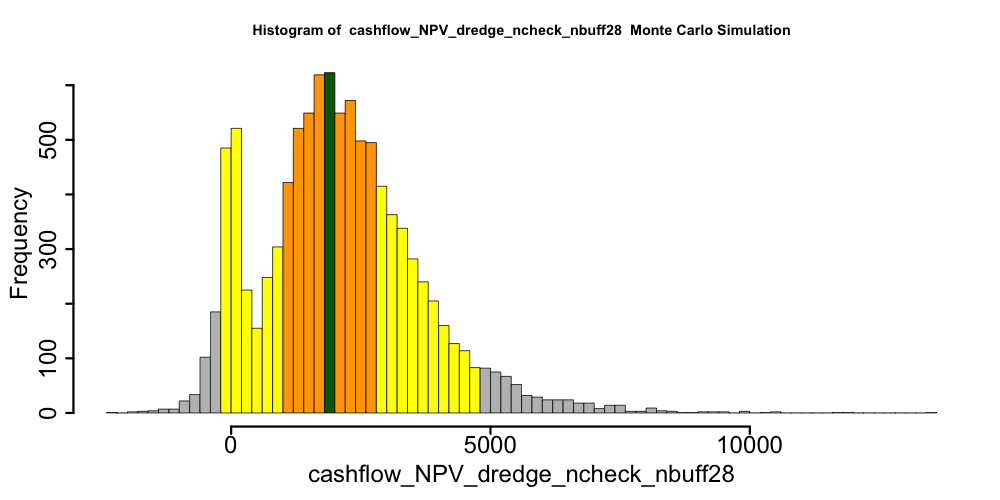 Histogram of  cashflow_NPV_dredge_ncheck_nbuff28  Monte Carlo Simulation
Frequency
500
300
100
0
0 5000 10000
cashflow_NPV_dredge_ncheck_nbuff28